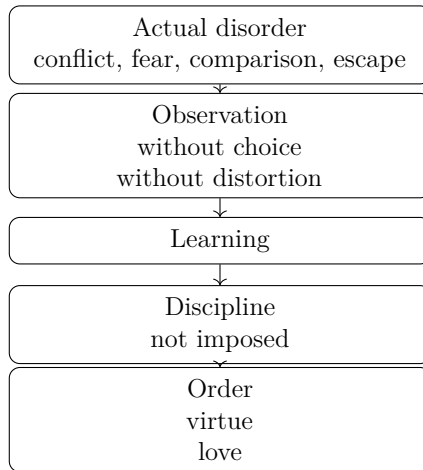 Actual disorder
conflict, fear, comparison, escape
Observation
without choice
without distortion
Learning
Discipline
not imposed
Order
virtue
love